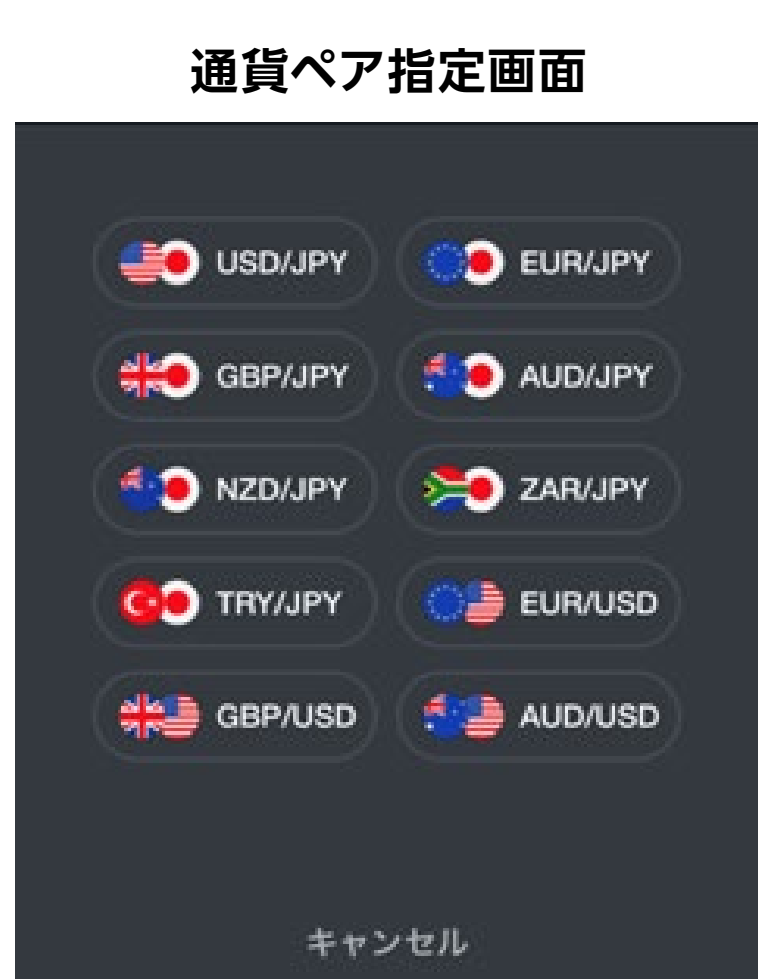 通貨ペア指定画面
USD/JPY EUR/JPY
GBP/JPY AUD/JPY
NZD/JPY ZAR/JPY
TRY/JPY EUR/USD
GBP/USD AUD/USD
キャンセル